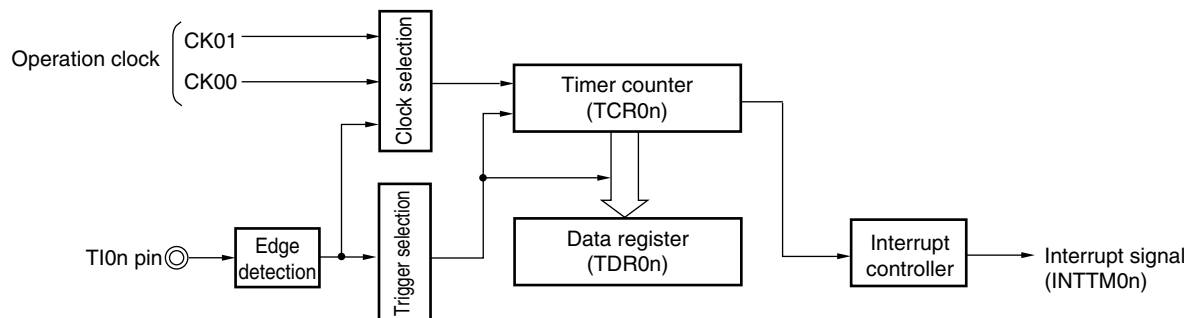 Operation clock
CK01
CK00
Clock selection
Timer counter
(TCR0n)
TI0n pin
Edge
detection
Trigger selection
Data register
(TDR0n)
Interrupt
controller
Interrupt signal
(INTTM0n)